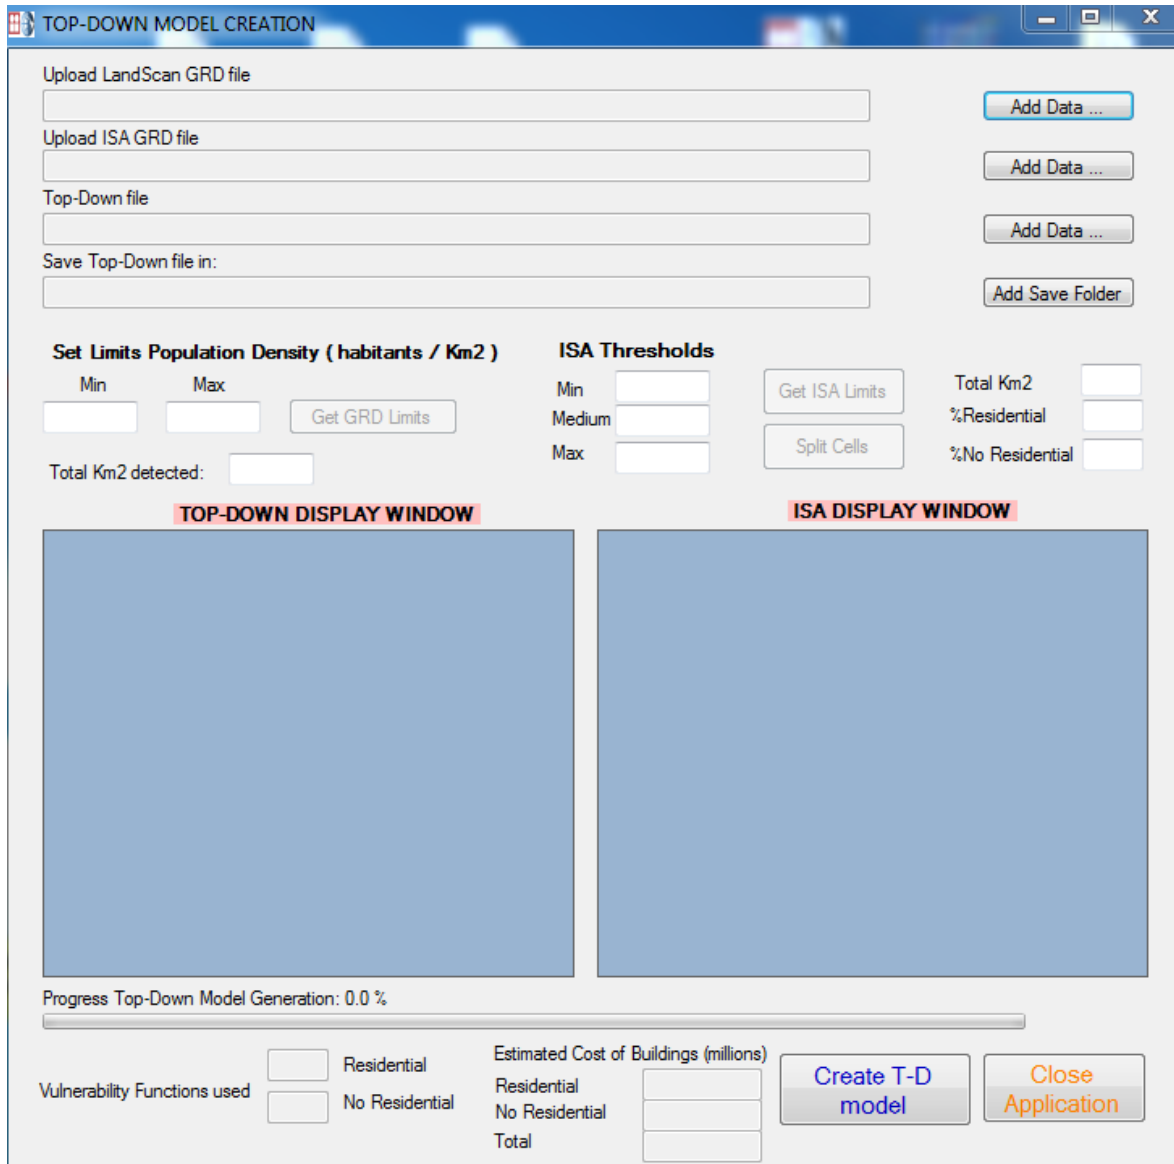 TOP-DOWN MODEL CREATION
Upload LandScan GRD file
Add Data ...
Upload ISA GRD file
Add Data ...
Top-Down file
Add Data ...
Save Top-Down file in:
Add Save Folder
Set Limits Population Density ( habitants / Km2 )
Min Max
Get GRD Limits
Total Km2 detected:
ISA Thresholds
Min
Medium
Max
Get ISA Limits
Split Cells
Total Km2
%Residential
%No Residential
TOP-DOWN DISPLAY WINDOW
ISA DISPLAY WINDOW
Progress Top-Down Model Generation: 0.0 %
Vulnerability Functions used
Residential
No Residential
Estimated Cost of Buildings (millions)
Residential
No Residential
Total
Create T-D
model
Close
Application